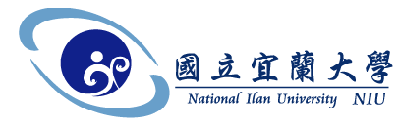 國立宜蘭大學
National Ilan University NIU